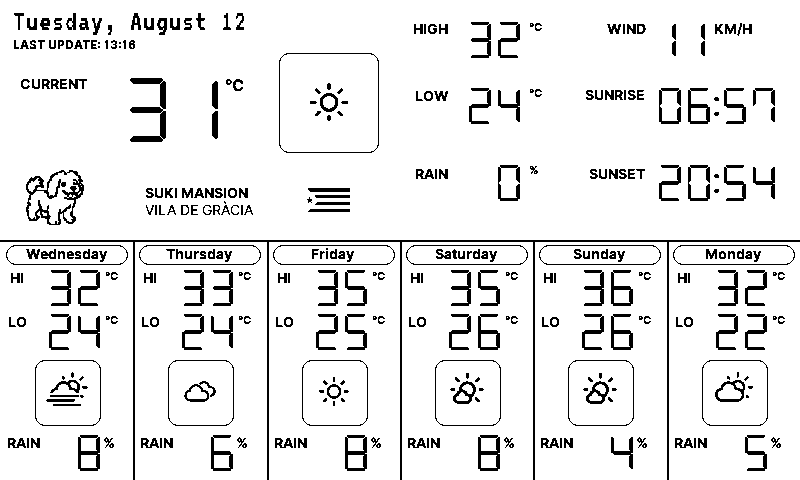 Tuesday, August 12
LAST UPDATE: 13:16
CURRENT 31 °C
HIGH 32 °C
LOW 24 °C
RAIN 0 %
WIND 11 KM/H
SUNRISE 06:57
SUNSET 20:54
SUKI MANSION
VILA DE GRÀCIA
Wednesday
HI 32 °C
LO 24 °C
RAIN 8 %
Thursday
HI 33 °C
LO 24 °C
RAIN 6 %
Friday
HI 35 °C
LO 25 °C
RAIN 8 %
Saturday
HI 35 °C
LO 26 °C
RAIN 8 %
Sunday
HI 36 °C
LO 26 °C
RAIN 4 %
Monday
HI 32 °C
LO 22 °C
RAIN 5 %